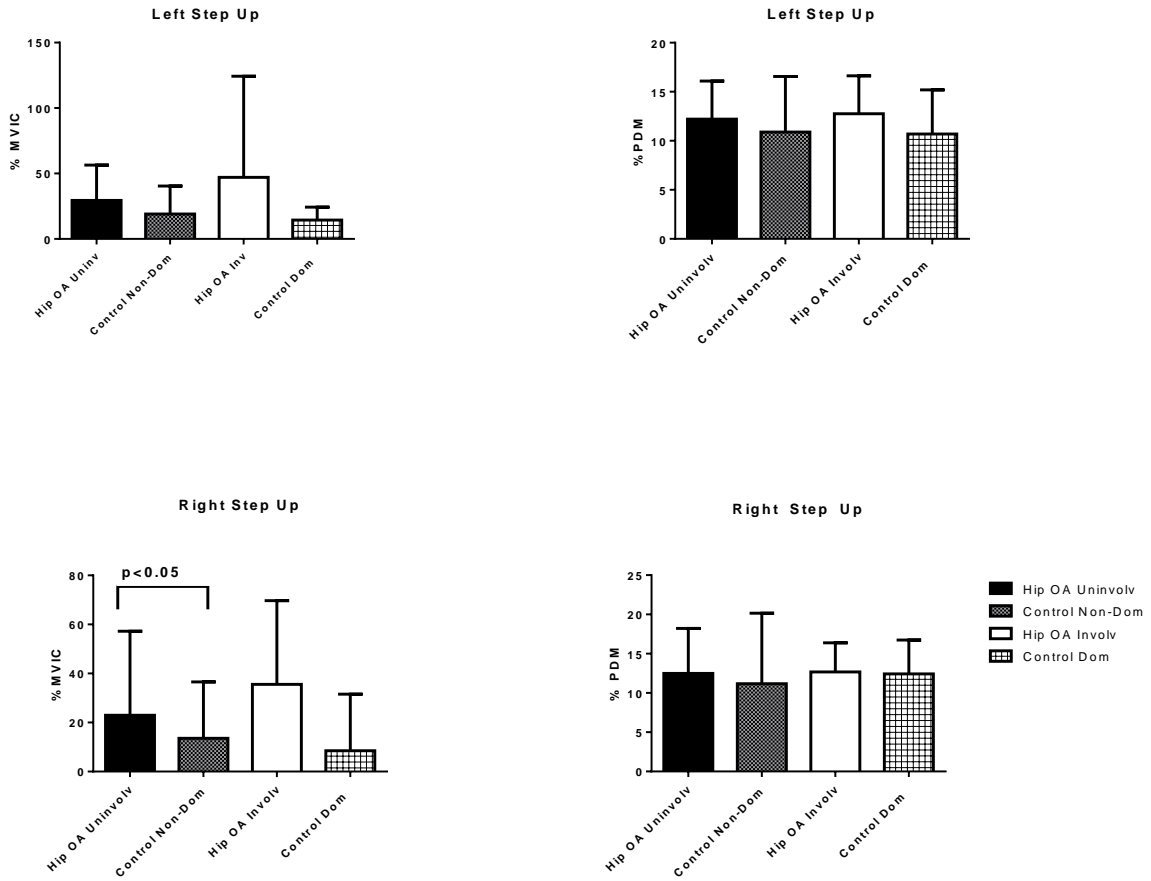 Left Step Up
150
100
50
0
% MVIC
Hip OA Uninv
Control Non-Dom
Hip OA Inv
Control Dom
Left Step Up
20
15
10
5
0
%PDM
Hip OA Uninvolv
Control Non-Dom
Hip OA Involv
Control Dom
Right Step Up
p<0.05
80
60
40
20
0
% MVIC
Hip OA Uninvolv
Control Non-Dom
Hip OA Involv
Control Dom
Right Step Up
25
20
15
10
5
0
% PDM
Hip OA Uninvolv
Control Non-Dom
Hip OA Involv
Control Dom
Hip OA Uninvolv
Control Non-Dom
Hip OA Involv
Control Dom